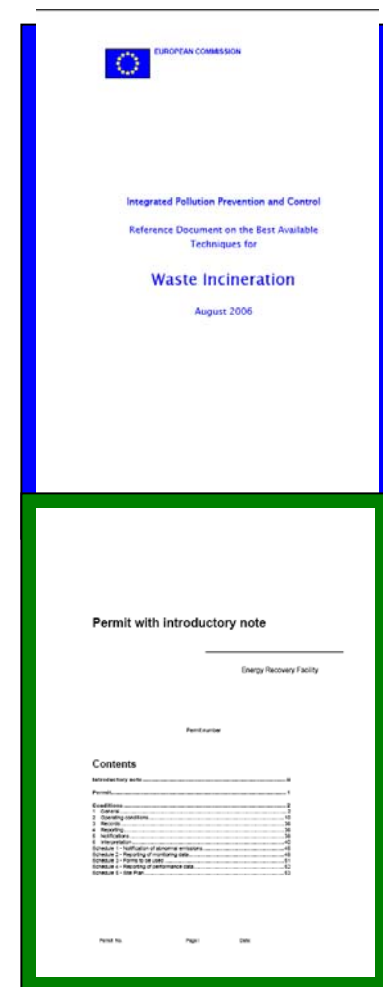 EUROPEAN COMMISSION
Integrated Pollution Prevention and Control
Reference Document on the Best Available
Techniques for
Waste Incineration
August 2006
Permit with introductory note
Energy Recovery Facility
Permit number
Contents
Introductory note
Permit 1
Conditions 2
1 General
2 Operating conditions
3 Records
4 Reporting
5 Notifications
6 Interpretation
Schedule 1 - Notification of abnormal emissions
Schedule 2 - Reporting of monitoring data
Schedule 3 - Forms to be used
Schedule 4 - Reporting of performance data
Schedule 5 - Site Plan
Permit No.
Page i
Date